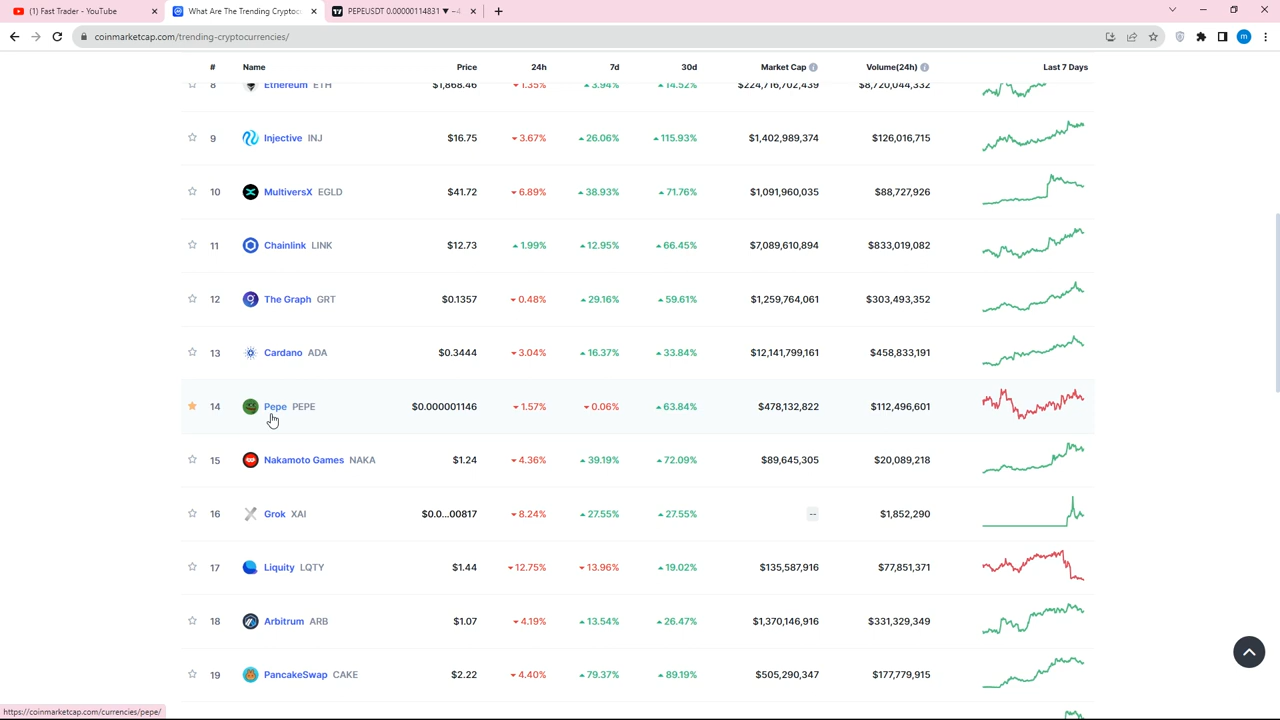 (1) Fast Trader - YouTube
What Are The Trending Cryptoc
PEPEUSDT 0.00000114831 ▼ −4
coinmarketcap.com/trending-cryptocurrencies/
m
# Name Price 24h 7d 30d Market Cap Volume(24h) Last 7 Days
8 Ethereum ETH $1,868.46 1.35% 3.94% 14.52% $224,716,702,439 $8,720,044,332
9 Injective INJ $16.75 3.67% 26.06% 115.93% $1,402,989,374 $126,016,715
10 MultiversX EGLD $41.72 6.89% 38.93% 71.76% $1,091,960,035 $88,727,926
11 Chainlink LINK $12.73 1.99% 12.95% 66.45% $7,089,610,894 $833,019,082
12 The Graph GRT $0.1357 0.48% 29.16% 59.61% $1,259,764,061 $303,493,352
13 Cardano ADA $0.3444 3.04% 16.37% 33.84% $12,141,799,161 $458,833,191
14 Pepe PEPE $0.000001146 1.57% 0.06% 63.84% $478,132,822 $112,496,601
15 Nakamoto Games NAKA $1.24 4.36% 39.19% 72.09% $89,645,305 $20,089,218
16 Grok XAI $0.0...00817 8.24% 27.55% 27.55% -- $1,852,290
17 Liquity LQTY $1.44 12.75% 13.96% 19.02% $135,587,916 $77,851,371
18 Arbitrum ARB $1.07 4.19% 13.54% 26.47% $1,370,146,916 $331,329,349
19 PancakeSwap CAKE $2.22 4.40% 79.37% 89.19% $505,290,347 $177,779,915
https://coinmarketcap.com/currencies/pepe/